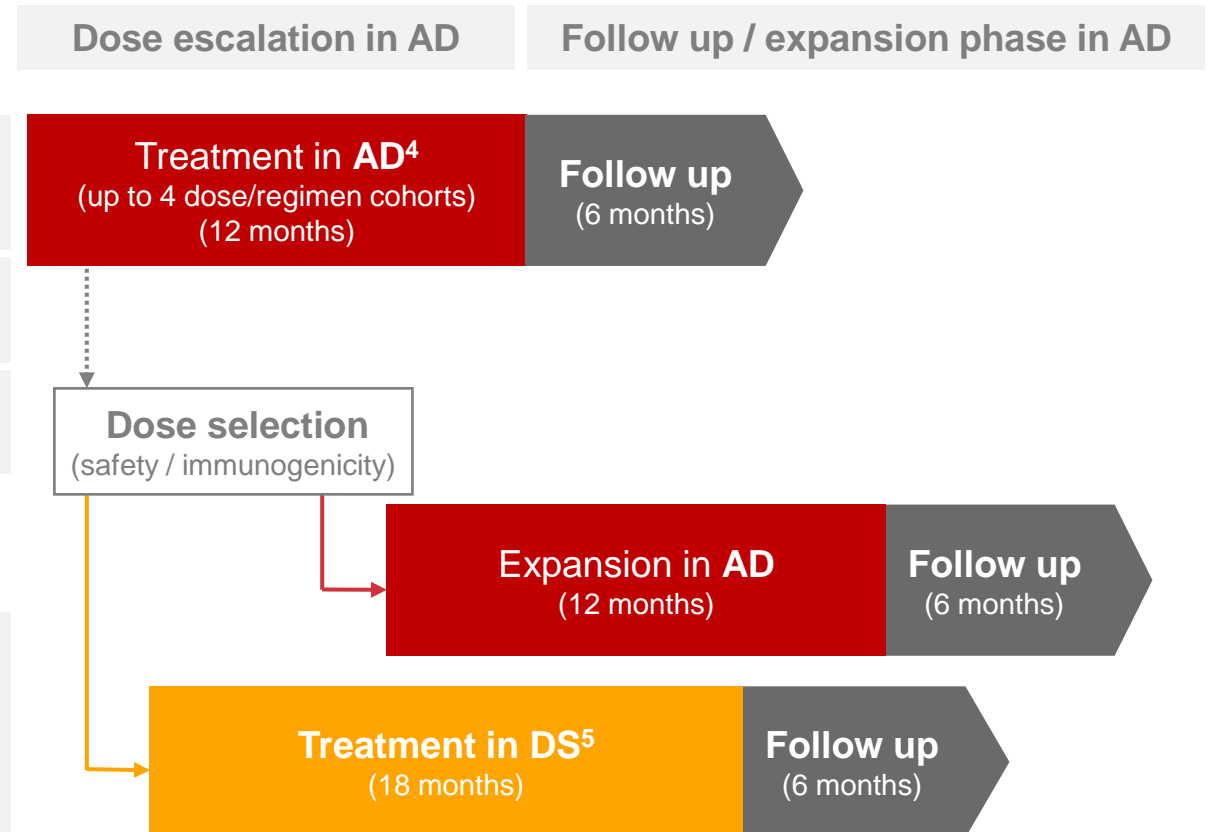 Dose escalation in AD
Follow up / expansion phase in AD
Treatment in AD⁴
(up to 4 dose/regimen cohorts)
(12 months)
Follow up
(6 months)
Dose selection
(safety / immunogenicity)
Expansion in AD
(12 months)
Follow up
(6 months)
Treatment in DS⁵
(18 months)
Follow up
(6 months)